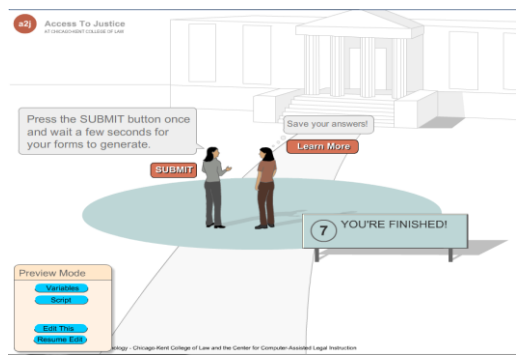 a2j Access To Justice
AT CHICAGO-KENT COLLEGE OF LAW
Press the SUBMIT button once
and wait a few seconds for
your forms to generate.
SUBMIT
Save your answers!
Learn More
7 YOU'RE FINISHED!
Preview Mode
Variables
Script
Edit This
Resume Edit
ology - Chicago-Kent College of Law and the Center for Computer-Assisted Legal Instruction